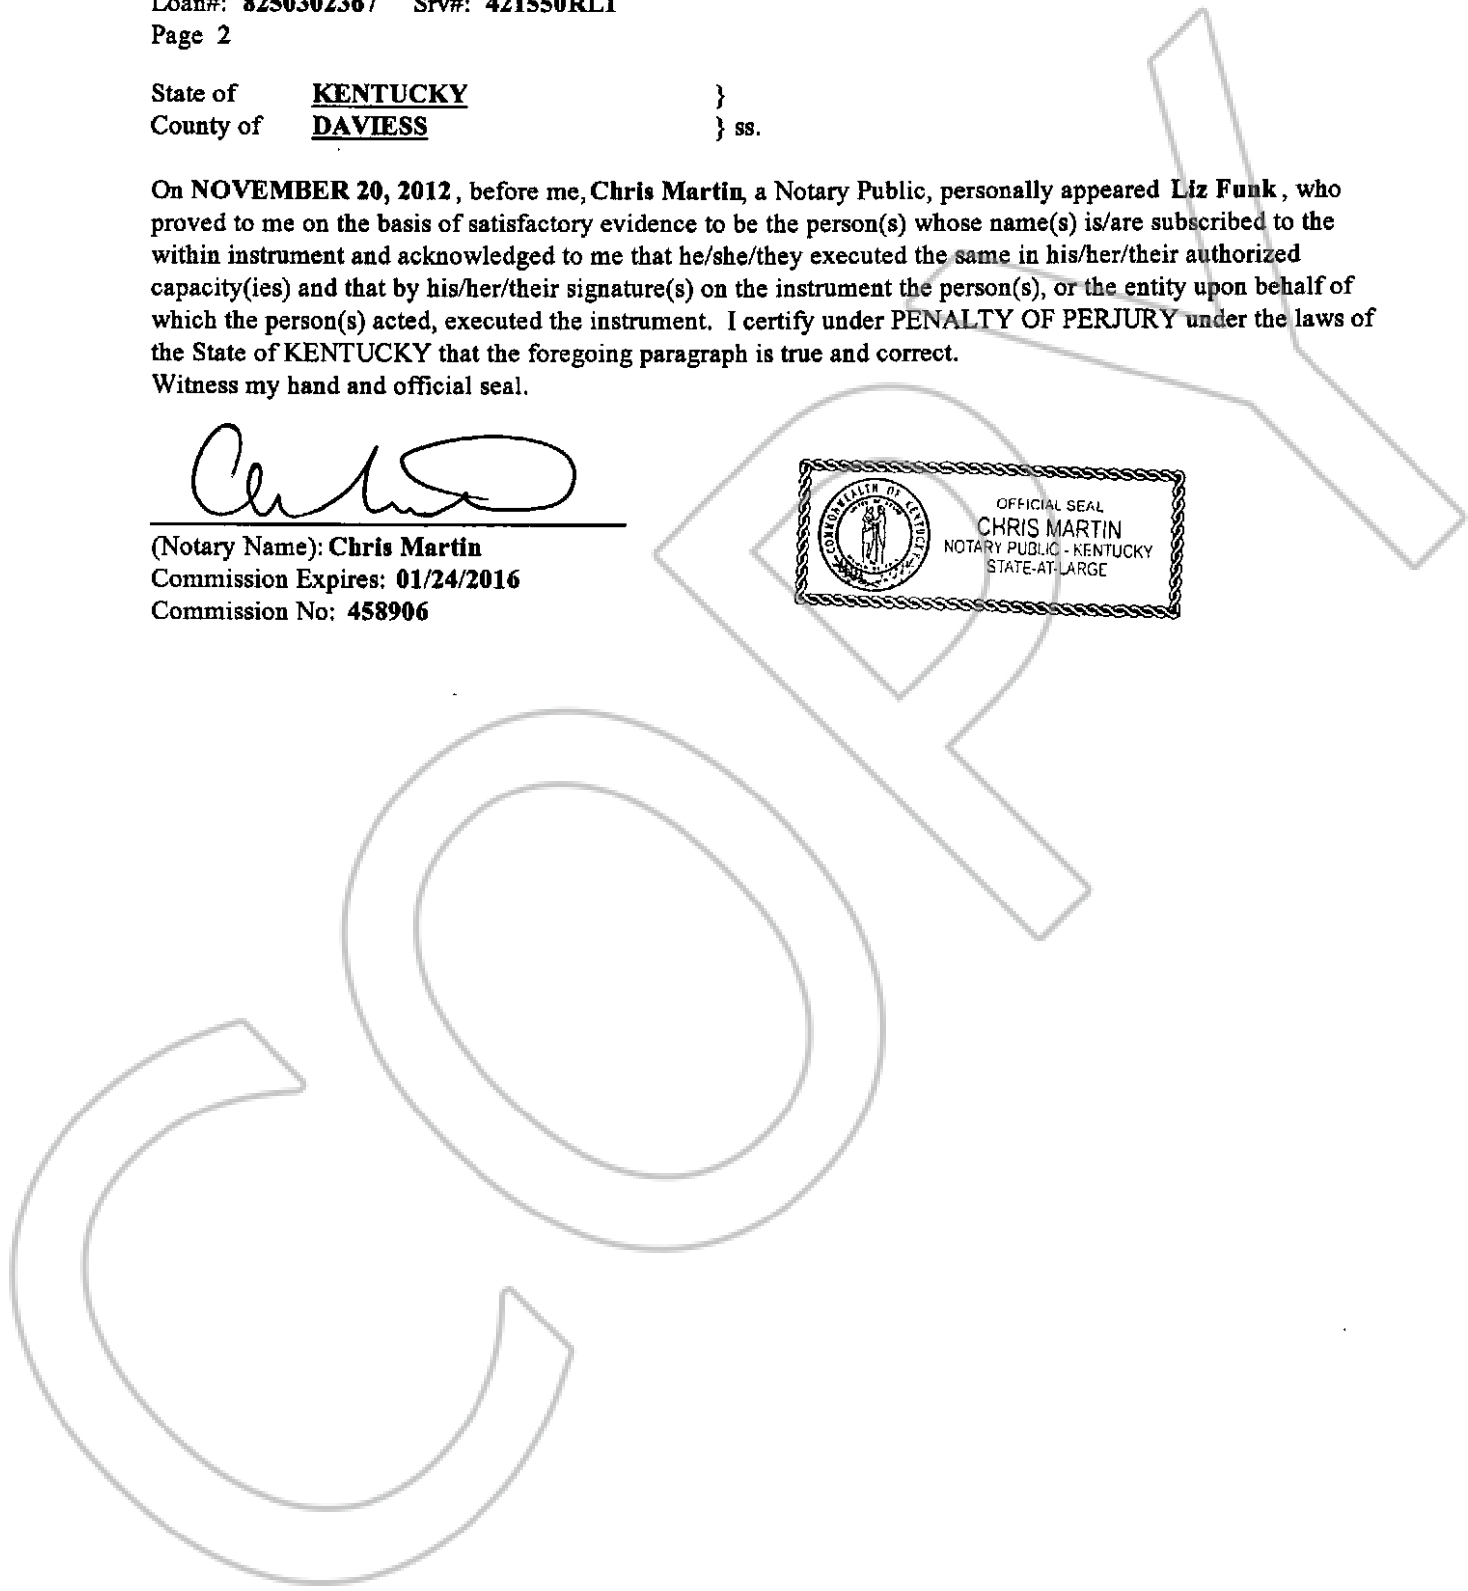 Loan#: 8250302367 Srv#: 421550RL1
Page 2
State of KENTUCKY }
County of DAVIESS } ss.
On NOVEMBER 20, 2012, before me, Chris Martin, a Notary Public, personally appeared Liz Funk, who
proved to me on the basis of satisfactory evidence to be the person(s) whose name(s) is/are subscribed to the
within instrument and acknowledged to me that he/she/they executed the same in his/her/their authorized
capacity(ies) and that by his/her/their signature(s) on the instrument the person(s), or the entity upon behalf of
which the person(s) acted, executed the instrument. I certify under PENALTY OF PERJURY under the laws of
the State of KENTUCKY that the foregoing paragraph is true and correct.
Witness my hand and official seal.
(Notary Name): Chris Martin
Commission Expires: 01/24/2016
Commission No: 458906
COMMONWEALTH OF KENTUCKY
OFFICIAL SEAL
CHRIS MARTIN
NOTARY PUBLIC - KENTUCKY
STATE-AT-LARGE
COPY